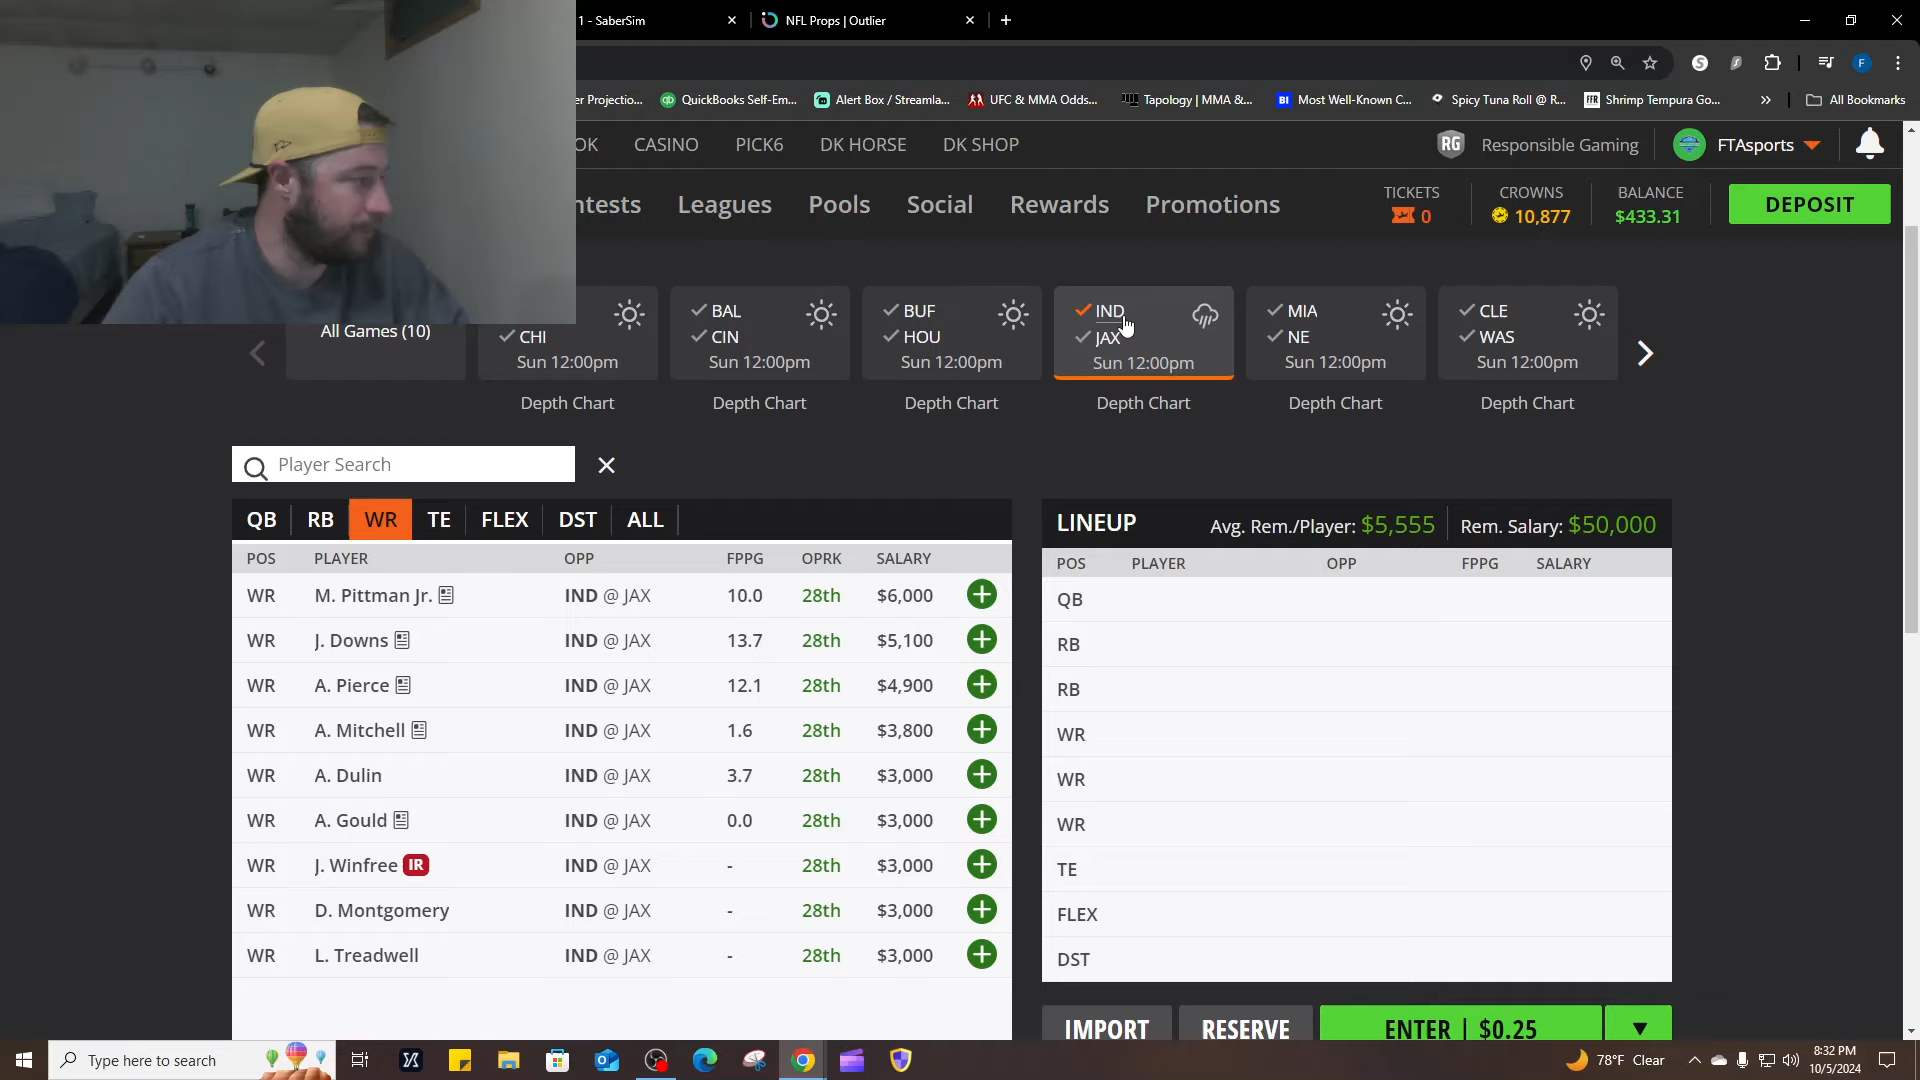 1 - SaberSim
NFL Props | Outlier
er Projectio...
QuickBooks Self-Em...
Alert Box / Streamla...
UFC & MMA Odds...
Tapology | MMA &...
BI Most Well-Known C...
Spicy Tuna Roll @ R...
FFR Shrimp Tempura Go...
All Bookmarks
OK CASINO PICK6 DK HORSE DK SHOP
RG Responsible Gaming FTAsports
ntests Leagues Pools Social Rewards Promotions
TICKETS 0
CROWNS 10,877
BALANCE $433.31
DEPOSIT
All Games (10)
CHI
Sun 12:00pm
Depth Chart
BAL
CIN
Sun 12:00pm
Depth Chart
BUF
HOU
Sun 12:00pm
Depth Chart
IND
JAX
Sun 12:00pm
Depth Chart
MIA
NE
Sun 12:00pm
Depth Chart
CLE
WAS
Sun 12:00pm
Depth Chart
Player Search
QB RB WR TE FLEX DST ALL
POS PLAYER OPP FPPG OPRK SALARY
WR M. Pittman Jr. IND @ JAX 10.0 28th $6,000
WR J. Downs IND @ JAX 13.7 28th $5,100
WR A. Pierce IND @ JAX 12.1 28th $4,900
WR A. Mitchell IND @ JAX 1.6 28th $3,800
WR A. Dulin IND @ JAX 3.7 28th $3,000
WR A. Gould IND @ JAX 0.0 28th $3,000
WR J. Winfree IR IND @ JAX - 28th $3,000
WR D. Montgomery IND @ JAX - 28th $3,000
WR L. Treadwell IND @ JAX - 28th $3,000
LINEUP Avg. Rem./Player: $5,555 Rem. Salary: $50,000
POS PLAYER OPP FPPG SALARY
QB
RB
RB
WR
WR
WR
TE
FLEX
DST
IMPORT RESERVE ENTER | $0.25
Type here to search
78°F Clear
8:32 PM
10/5/2024